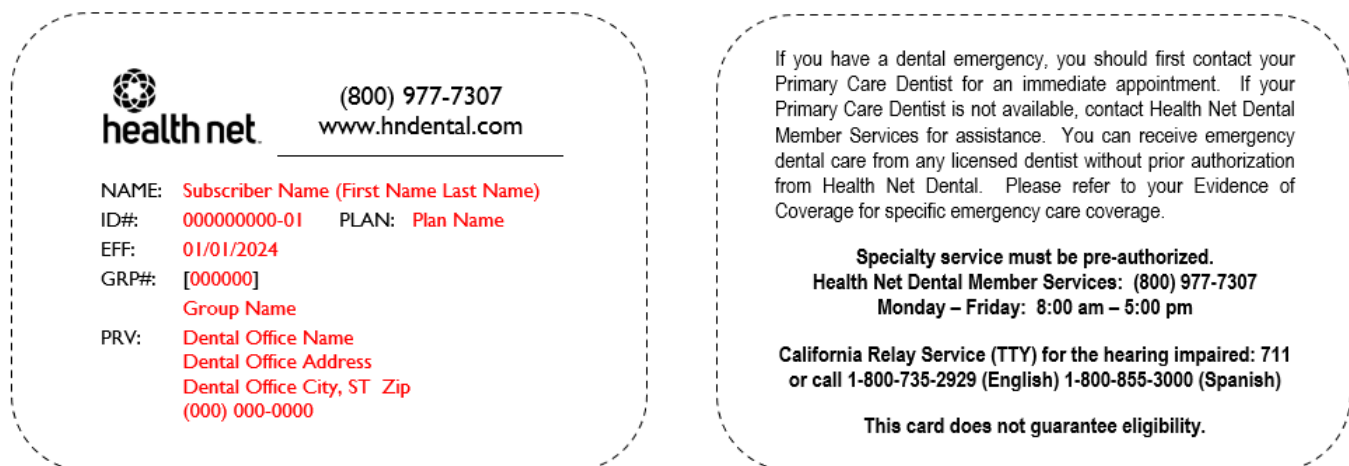 health net.
(800) 977-7307
www.hndental.com
NAME: Subscriber Name (First Name Last Name)
ID#: 000000000-01 PLAN: Plan Name
EFF: 01/01/2024
GRP#: [000000]
Group Name
PRV: Dental Office Name
Dental Office Address
Dental Office City, ST Zip
(000) 000-0000
If you have a dental emergency, you should first contact your
Primary Care Dentist for an immediate appointment. If your
Primary Care Dentist is not available, contact Health Net Dental
Member Services for assistance. You can receive emergency
dental care from any licensed dentist without prior authorization
from Health Net Dental. Please refer to your Evidence of
Coverage for specific emergency care coverage.
Specialty service must be pre-authorized.
Health Net Dental Member Services: (800) 977-7307
Monday – Friday: 8:00 am – 5:00 pm
California Relay Service (TTY) for the hearing impaired: 711
or call 1-800-735-2929 (English) 1-800-855-3000 (Spanish)
This card does not guarantee eligibility.